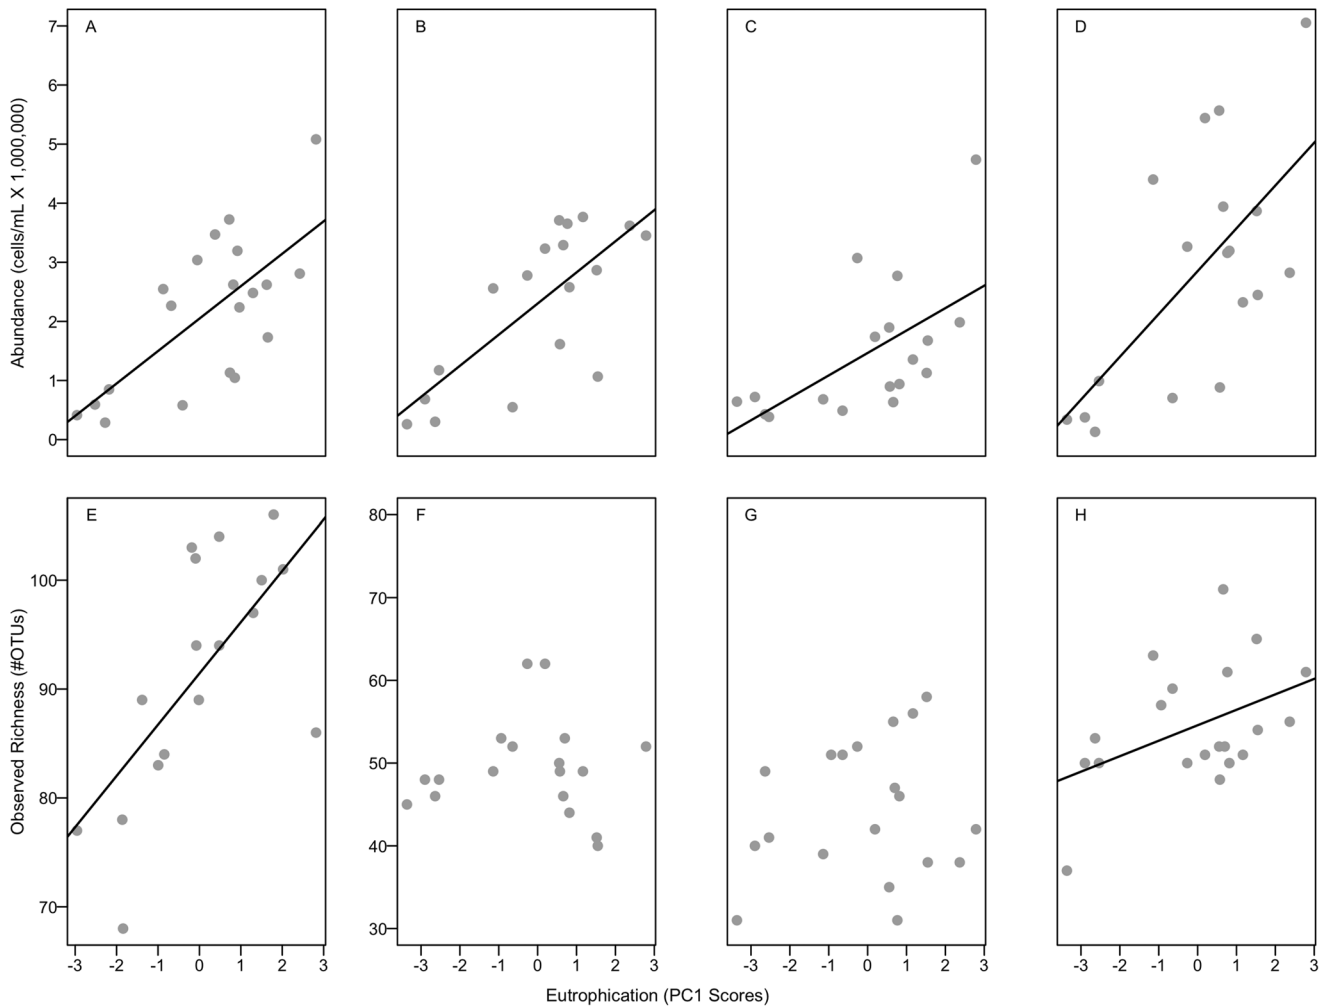 A
B
C
D
7
6
5
4
3
2
1
0
Abundance (cells/mL X 1,000,000)
E
F
G
H
100
90
80
70
80
70
60
50
40
30
Observed Richness (#OTUs)
-3 -2 -1 0 1 2 3
-3 -2 -1 0 1 2 3
-3 -2 -1 0 1 2 3
-3 -2 -1 0 1 2 3
Eutrophication (PC1 Scores)